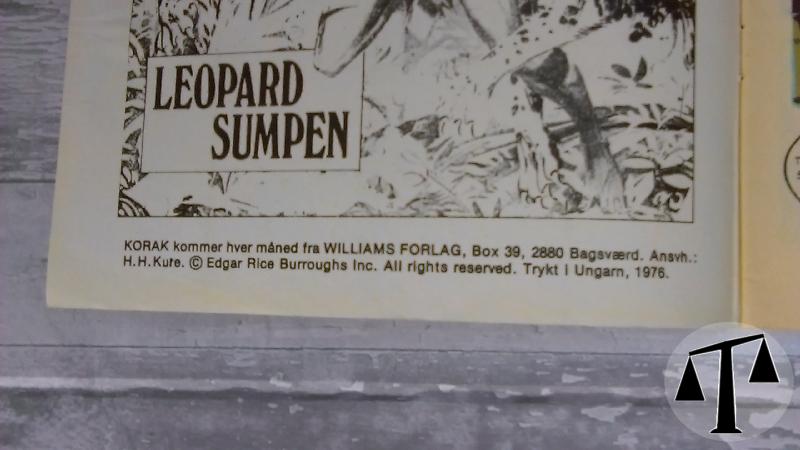 LEOPARD
SUMPEN
KORAK kommer hver måned fra WILLIAMS FORLAG, Box 39, 2880 Bagsværd. Ansvh.:
H.H.Kure. © Edgar Rice Burroughs Inc. All rights reserved. Trykt i Ungarn, 1976.